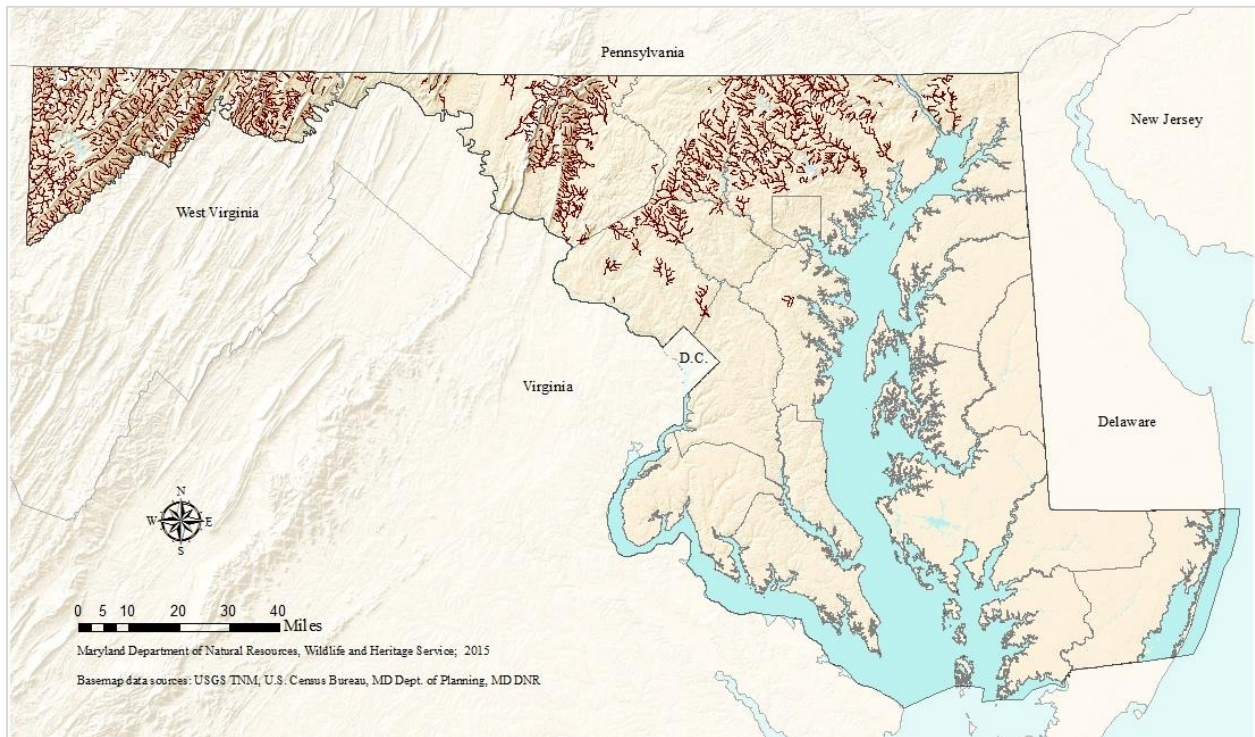 Pennsylvania
New Jersey
West Virginia
D.C.
Virginia
Delaware
N
W E
S
0 5 10 20 30 40
Miles
Maryland Department of Natural Resources, Wildlife and Heritage Service; 2015
Basemap data sources: USGS TNM, U.S. Census Bureau, MD Dept. of Planning, MD DNR